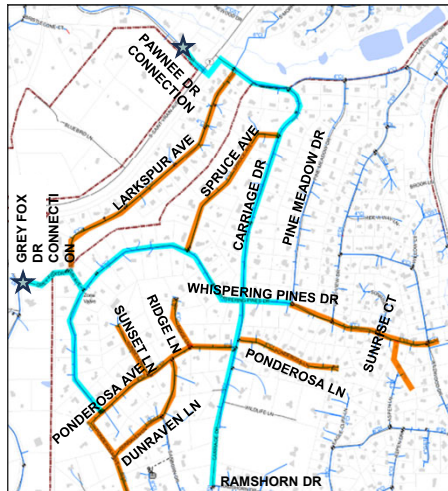 PAWNEE DR
CONNECTION
LARKSPUR AVE
SPRUCE AVE
CARRIAGE DR
PINE MEADOW DR
GREY FOX
DR
CONNECTI
ON
WHISPERING PINES DR
SUNSET LN
RIDGE LN
SUNRISE CT
PONDEROSA AVE
PONDEROSA LN
DUNRAVEN LN
RAMSHORN DR